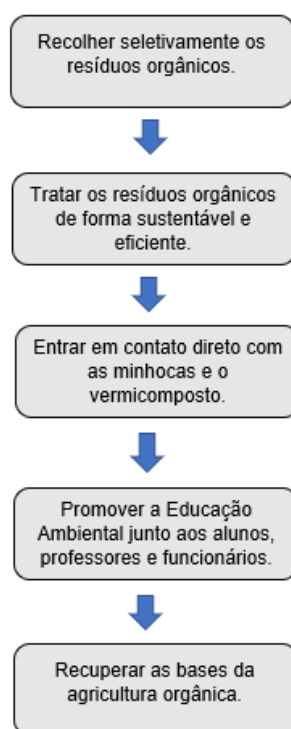 Recolher seletivamente os
resíduos orgânicos.
Tratar os resíduos orgânicos
de forma sustentável e
eficiente.
Entrar em contato direto com
as minhocas e o
vermicomposto.
Promover a Educação
Ambiental junto aos alunos,
professores e funcionários.
Recuperar as bases da
agricultura orgânica.